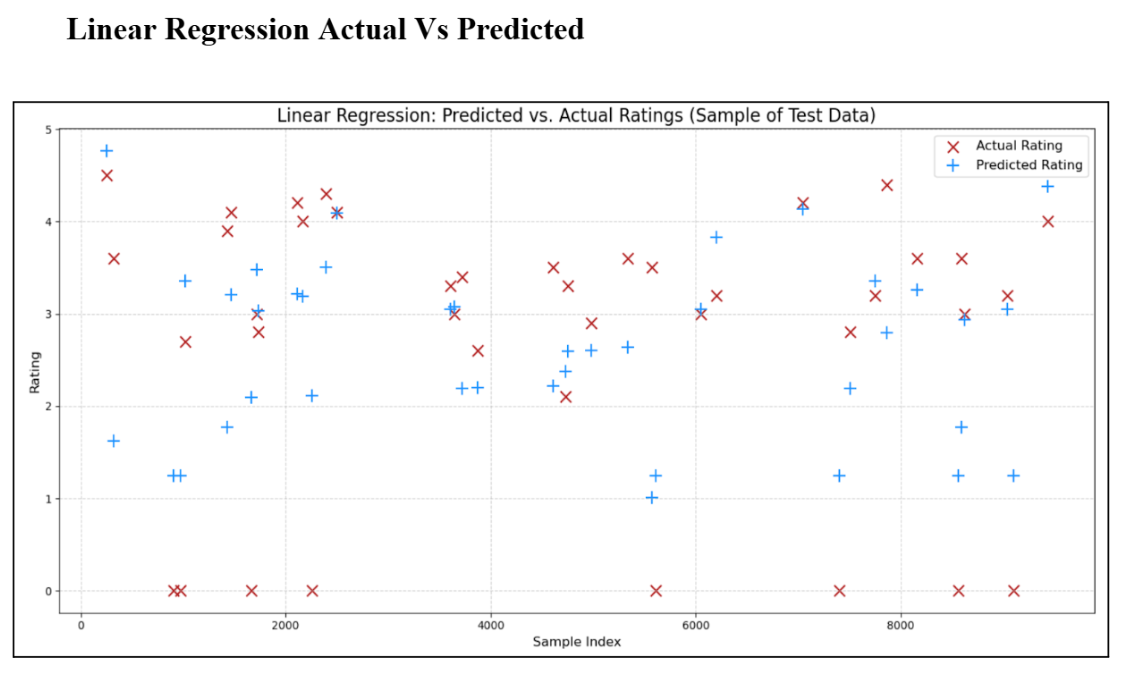 Linear Regression Actual Vs Predicted
Linear Regression: Predicted vs. Actual Ratings (Sample of Test Data)
Actual Rating
Predicted Rating
5
4
3
2
1
0
Rating
0 2000 4000 6000 8000
Sample Index